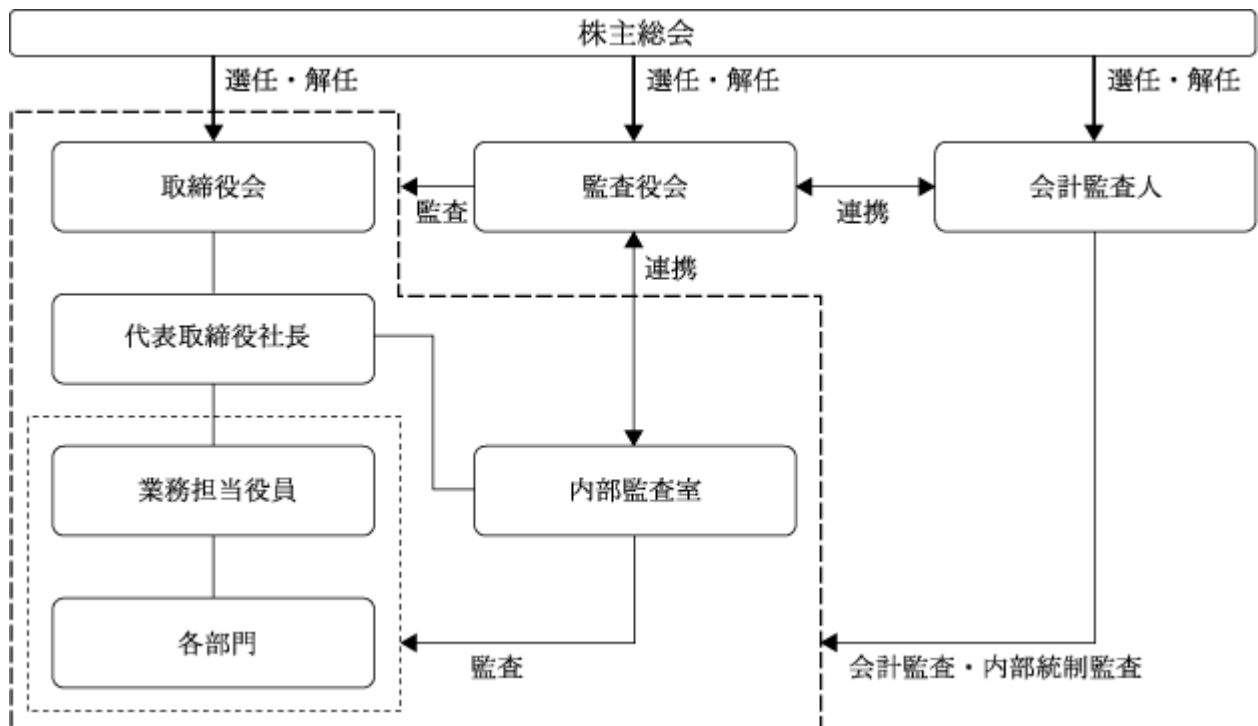 株主総会
選任・解任
選任・解任
選任・解任
取締役会
監査役会
会計監査人
監査
連携
連携
代表取締役社長
業務担当役員
内部監査室
各部門
監査
会計監査・内部統制監査